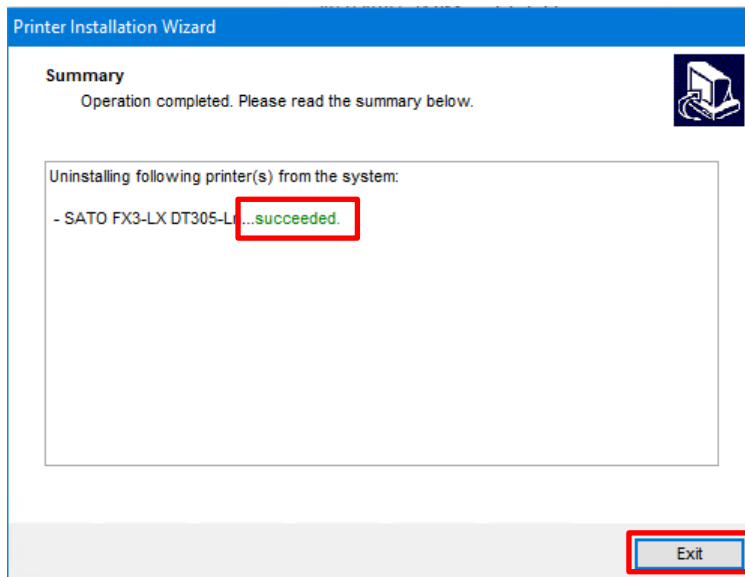 Printer Installation Wizard
Summary
Operation completed. Please read the summary below.
Uninstalling following printer(s) from the system:
- SATO FX3-LX DT305-L ...succeeded.
Exit